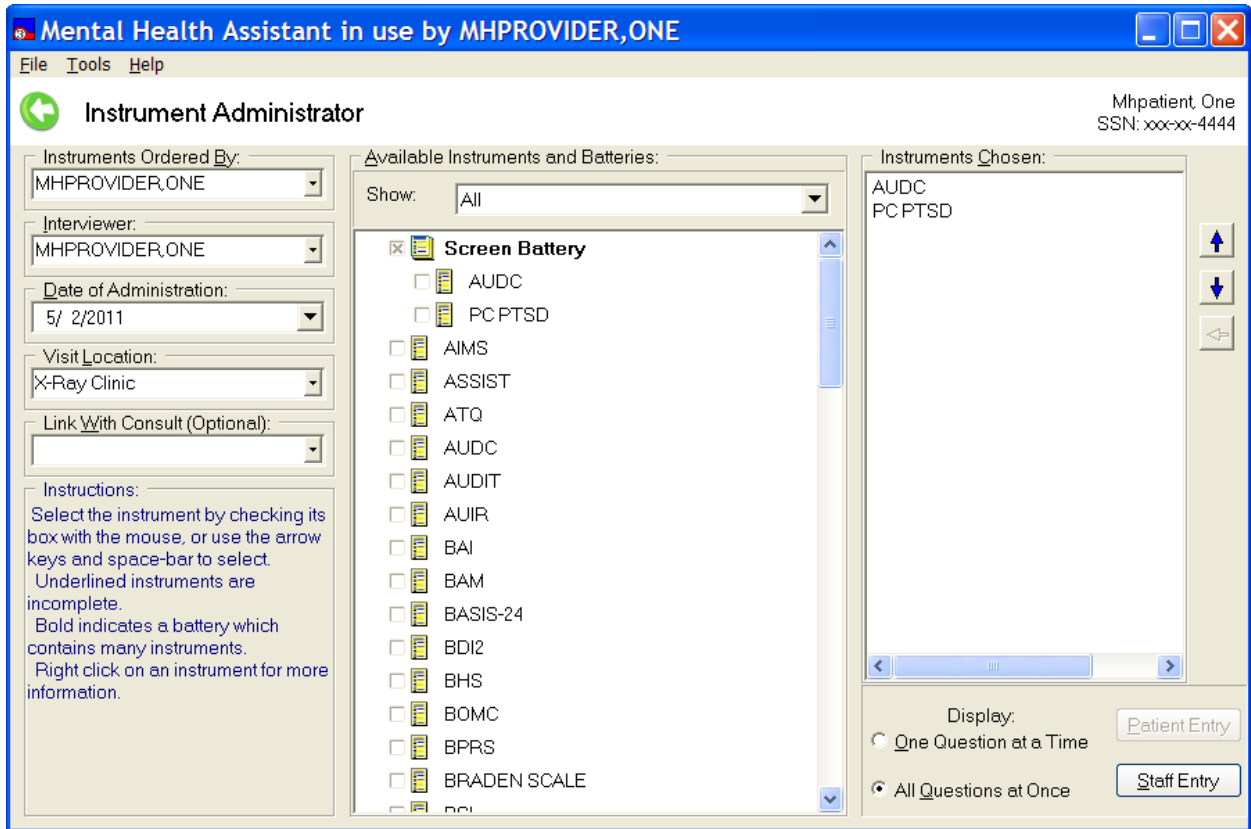 Mental Health Assistant in use by MHPROVIDER,ONE
File Tools Help
Instrument Administrator
Mhpatient, One
SSN: xxx-xx-4444
Instruments Ordered By:
MHPROVIDER,ONE
Interviewer:
MHPROVIDER,ONE
Date of Administration:
5/ 2/2011
Visit Location:
X-Ray Clinic
Link With Consult (Optional):
Instructions:
Select the instrument by checking its
box with the mouse, or use the arrow
keys and space-bar to select.
Underlined instruments are
incomplete.
Bold indicates a battery which
contains many instruments.
Right click on an instrument for more
information.
Available Instruments and Batteries:
Show: All
Screen Battery
AUDC
PC PTSD
AIMS
ASSIST
ATQ
AUDC
AUDIT
AUIR
BAI
BAM
BASIS-24
BDI2
BHS
BOMC
BPRS
BRADEN SCALE
Instruments Chosen:
AUDC
PC PTSD
Display:
One Question at a Time
All Questions at Once
Patient Entry
Staff Entry